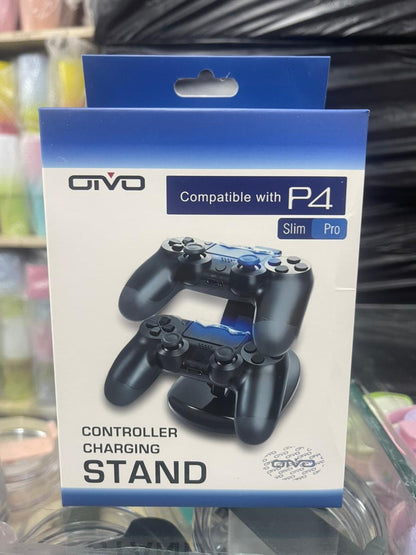 OIVO
Compatible with P4
Slim Pro
CONTROLLER
CHARGING
STAND
OIVO